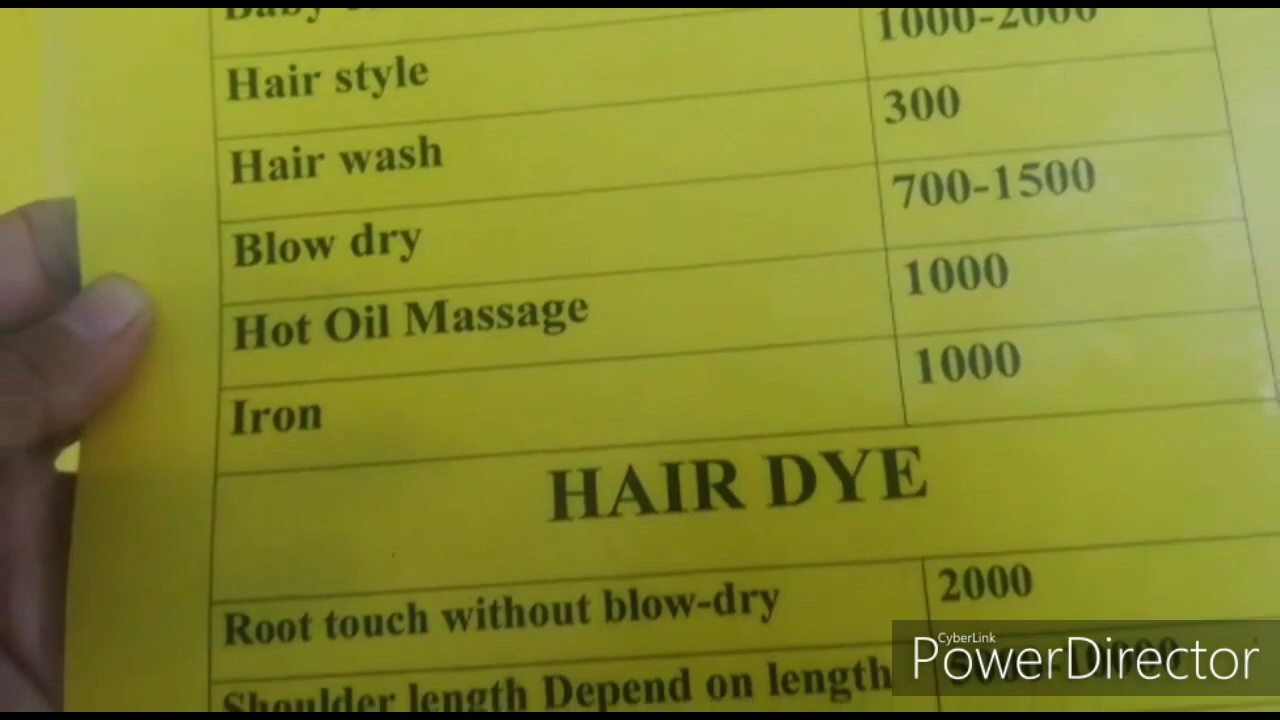 Baby
Hair style 1000-2000
Hair wash 300
Blow dry 700-1500
Hot Oil Massage 1000
Iron 1000
HAIR DYE
Root touch without blow-dry 2000
Shoulder length Depend on length
CyberLink
PowerDirector